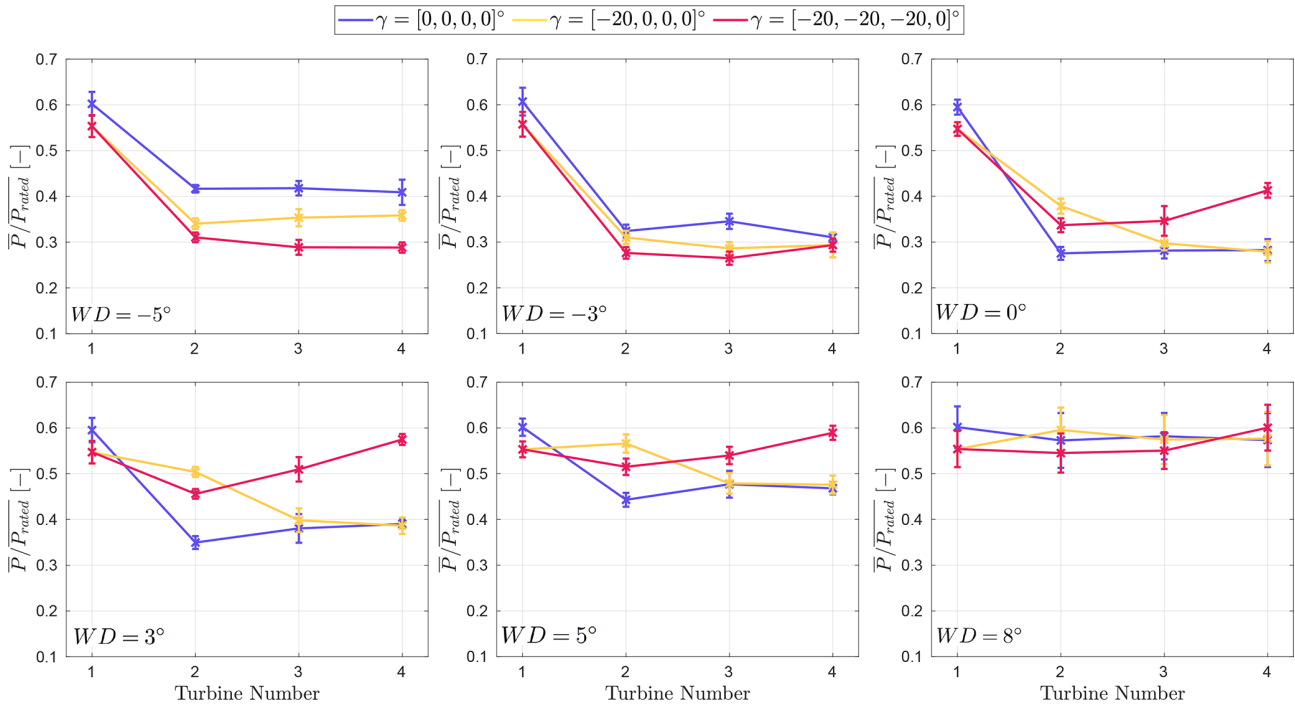 γ = [0, 0, 0, 0]° γ = [−20, 0, 0, 0]° γ = [−20, −20, −20, 0]°
0.7
0.6
0.5
0.4
0.3
0.2
0.1
P/P_rated [−]
WD = −5°
1 2 3 4
0.7
0.6
0.5
0.4
0.3
0.2
0.1
P/P_rated [−]
WD = −3°
1 2 3 4
0.7
0.6
0.5
0.4
0.3
0.2
0.1
P/P_rated [−]
WD = 0°
1 2 3 4
0.7
0.6
0.5
0.4
0.3
0.2
0.1
P/P_rated [−]
WD = 3°
1 2 3 4
Turbine Number
0.7
0.6
0.5
0.4
0.3
0.2
0.1
P/P_rated [−]
WD = 5°
1 2 3 4
Turbine Number
0.7
0.6
0.5
0.4
0.3
0.2
0.1
P/P_rated [−]
WD = 8°
1 2 3 4
Turbine Number